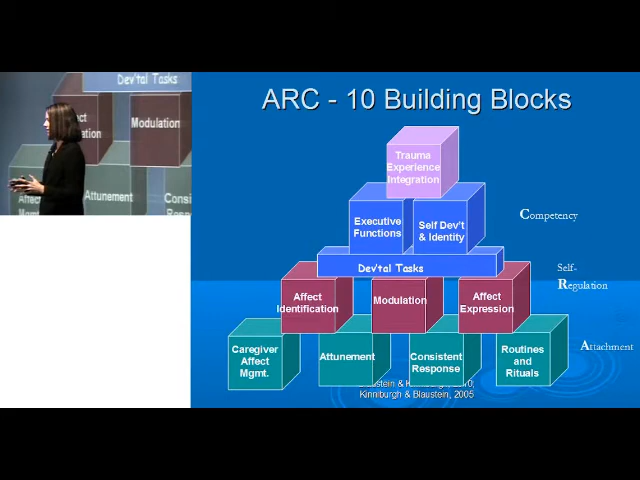 ARC - 10 Building Blocks
Trauma
Experience
Integration
Executive
Functions
Self Dev't
& Identity
Competency
Dev'tal Tasks
Self-
Regulation
Affect
Identification
Modulation
Affect
Expression
Attachment
Caregiver
Affect
Mgmt.
Attunement
Consistent
Response
Routines
and
Rituals
Kinniburgh & Blaustein, 2005
Dev'tal Tasks
Modulation
Attunement
Affect
Mgmt